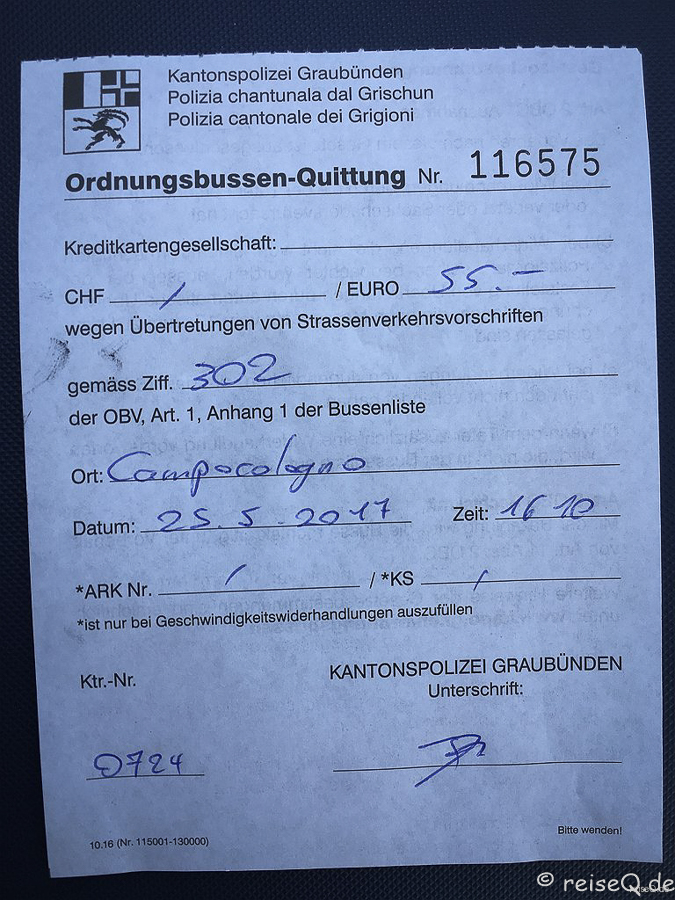 Kantonspolizei Graubünden
Polizia chantunala dal Grischun
Polizia cantonale dei Grigioni
Ordnungsbussen-Quittung Nr. 116575
Kreditkartengesellschaft:
CHF / / EURO 55.-
wegen Übertretungen von Strassenverkehrsvorschriften
gemäss Ziff. 302
der OBV, Art. 1, Anhang 1 der Bussenliste
Ort: Campocologno
Datum: 25.5.2017 Zeit: 1610
*ARK Nr. / / *KS /
*ist nur bei Geschwindigkeitswiderhandlungen auszufüllen
Ktr.-Nr. KANTONSPOLIZEI GRAUBÜNDEN
Unterschrift:
0724
10.16 (Nr. 115001-130000) Bitte wenden!
© reiseQ.de